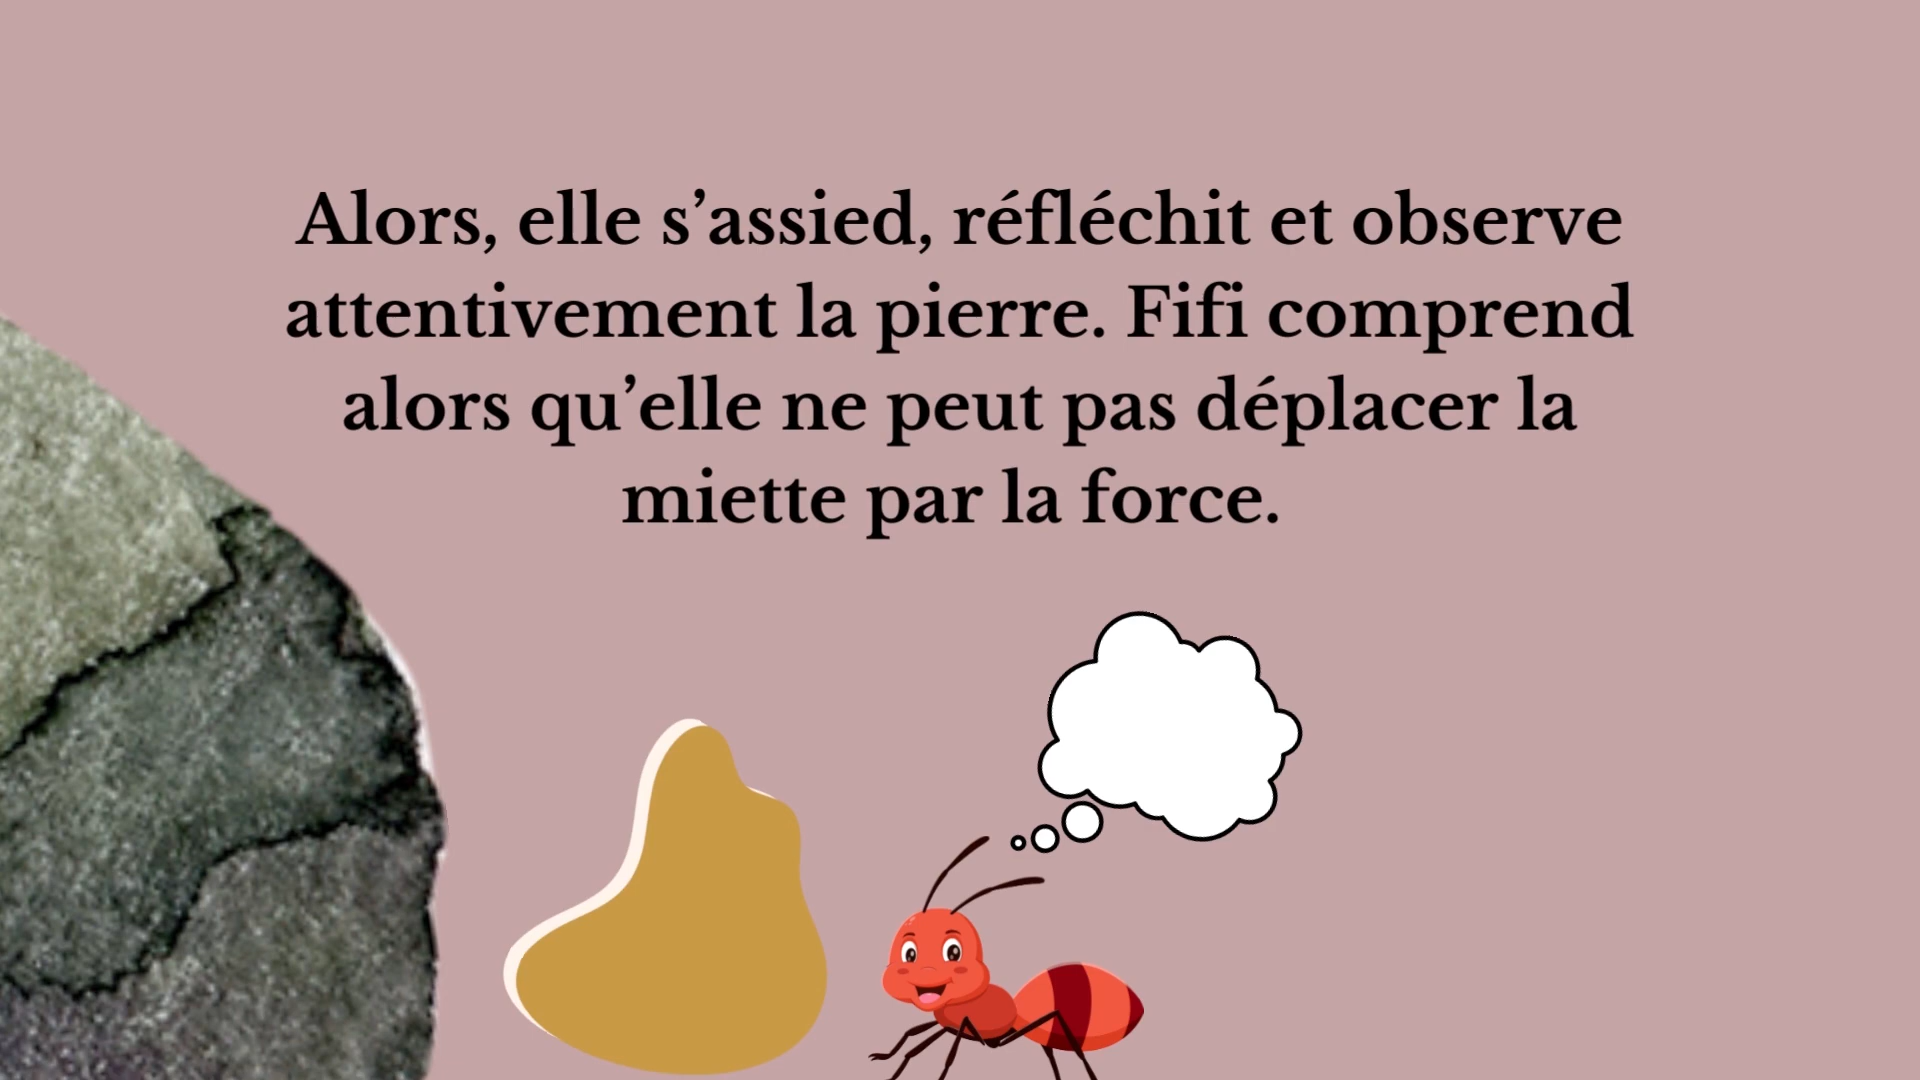 Alors, elle s’assied, réfléchit et observe
attentivement la pierre. Fifi comprend
alors qu’elle ne peut pas déplacer la
miette par la force.